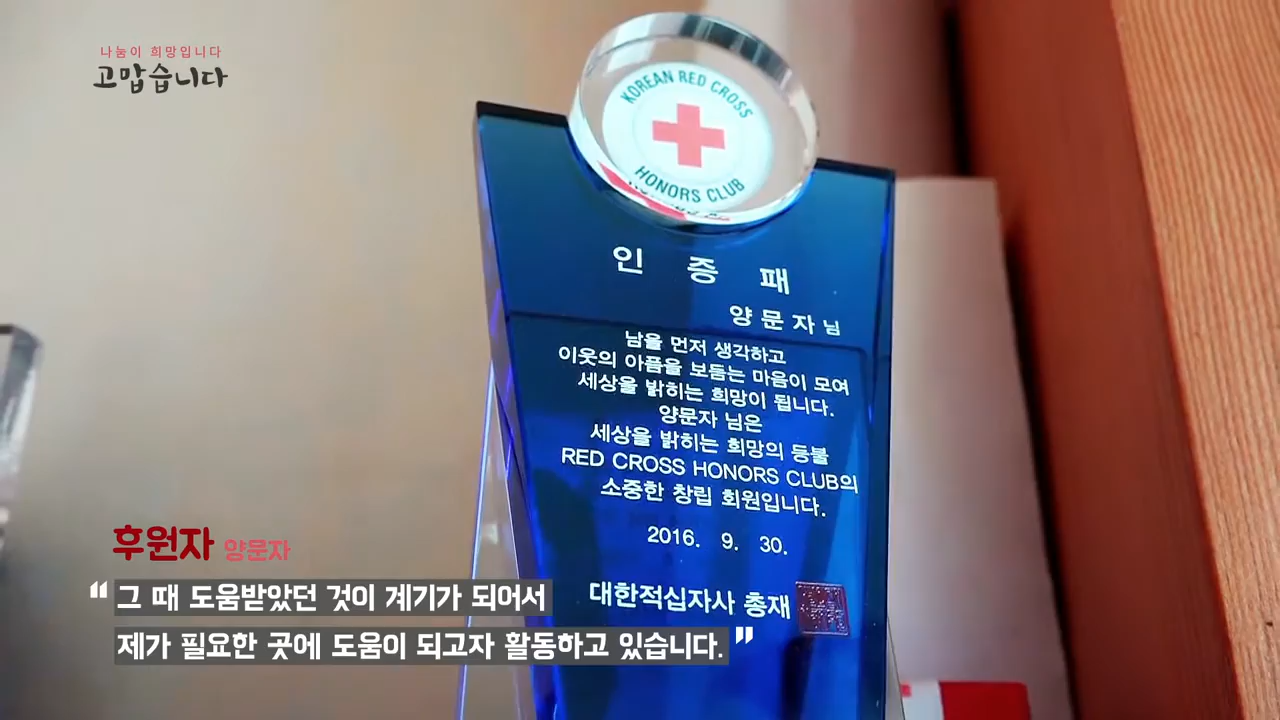 나눔이 희망입니다
고맙습니다
KOREAN RED CROSS
HONORS CLUB
인 증 패
양 문 자 님
남을 먼저 생각하고
이웃의 아픔을 보듬는 마음이 모여
세상을 밝히는 희망이 됩니다.
양문자 님은
세상을 밝히는 희망의 등불
RED CROSS HONORS CLUB의
소중한 창립 회원입니다.
2016. 9. 30.
대한적십자사 총재
후원자 양문자
“ 그 때 도움받았던 것이 계기가 되어서
제가 필요한 곳에 도움이 되고자 활동하고 있습니다. ”